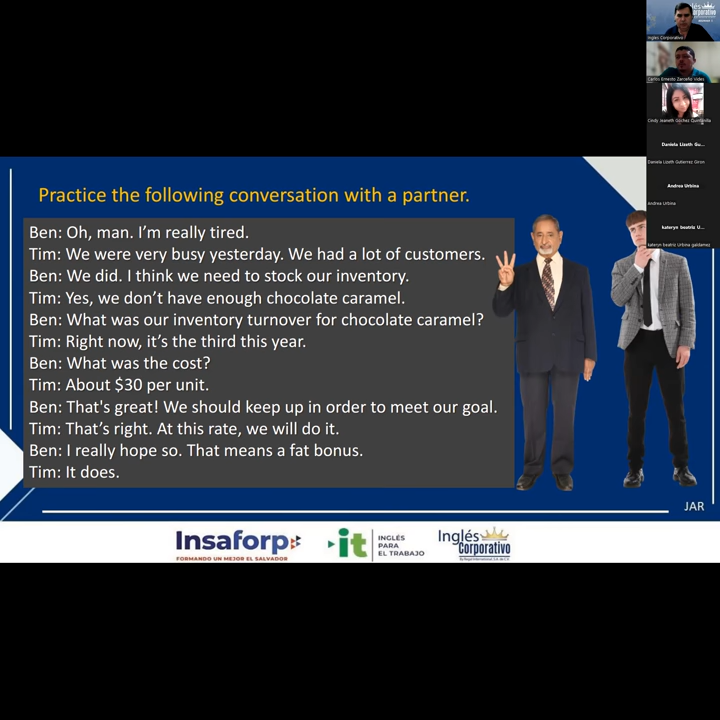 Practice the following conversation with a partner.
Ben: Oh, man. I’m really tired.
Tim: We were very busy yesterday. We had a lot of customers.
Ben: We did. I think we need to stock our inventory.
Tim: Yes, we don’t have enough chocolate caramel.
Ben: What was our inventory turnover for chocolate caramel?
Tim: Right now, it’s the third this year.
Ben: What was the cost?
Tim: About $30 per unit.
Ben: That's great! We should keep up in order to meet our goal.
Tim: That’s right. At this rate, we will do it.
Ben: I really hope so. That means a fat bonus.
Tim: It does.
JAR
Insaforp
FORMANDO UN MEJOR EL SALVADOR
it
INGLÉS
PARA
EL TRABAJO
Inglés
Corporativo
Inglés Corporativo
Carlos Ernesto Zarceño Vides
Daniela Lizeth Gu...
Daniela Lizeth Gutierrez Giron
Andrea Urbina
Andrea Urbina
kateryn beatriz U...
kateryn beatriz Urbina galdamez